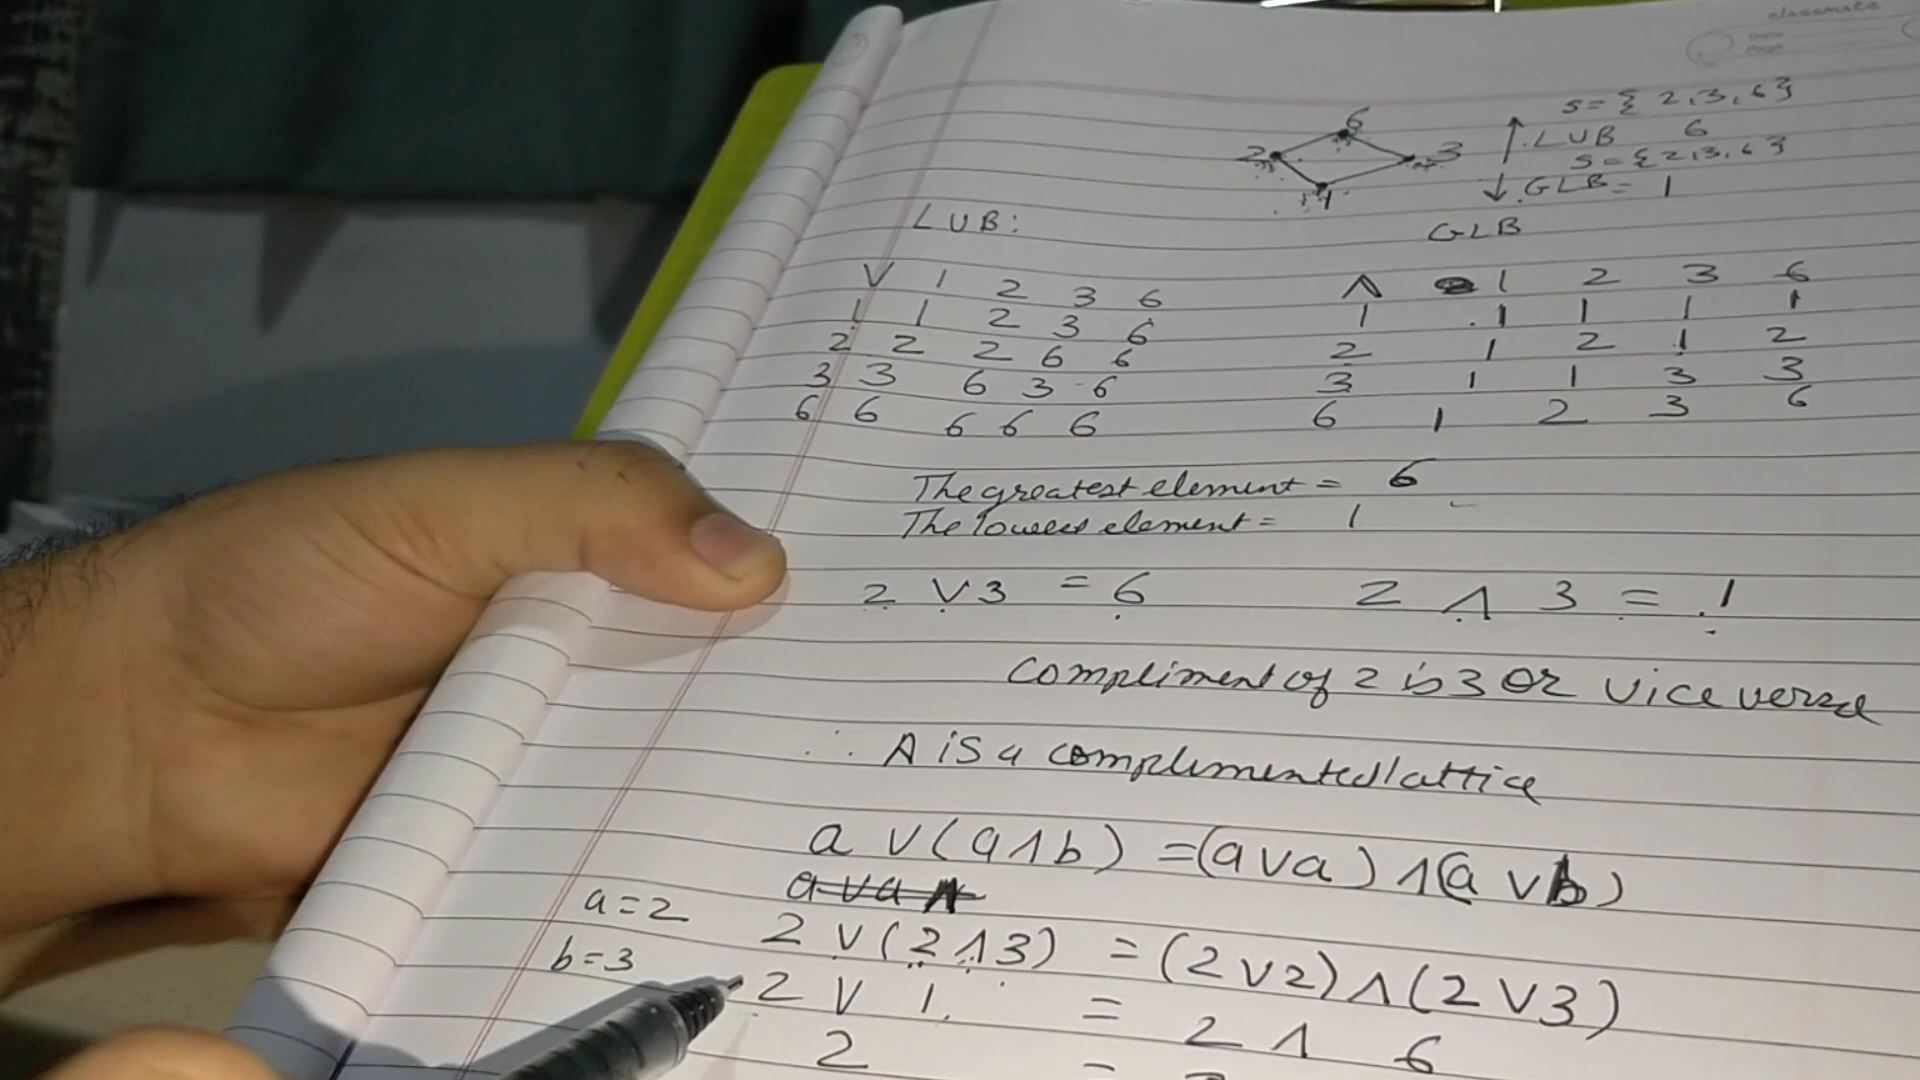 classmate
Date
Page
S = { 2, 3, 6 }
6
LUB 6
2 3
S = { 2, 3, 6 }
GLB = 1
1
LUB: GLB
V 1 2 3 6
1 1 2 3 6
2 2 2 6 6
3 3 6 3 6
6 6 6 6 6
Λ 1 2 3 6
1 1 1 1 1
2 1 2 1 2
3 1 1 3 3
6 1 2 3 6
The greatest element = 6
The lowest element = 1
2 V 3 = 6 2 Λ 3 = 1
Compliment of 2 is 3 or vice versa
∴ A is a complimented lattice
a V (a Λ b) = (a V a) Λ (a V b)
a V a Λ
a = 2 2 V (2 Λ 3) = (2 V 2) Λ (2 V 3)
b = 3 2 V 1 = 2 Λ 6
2 =